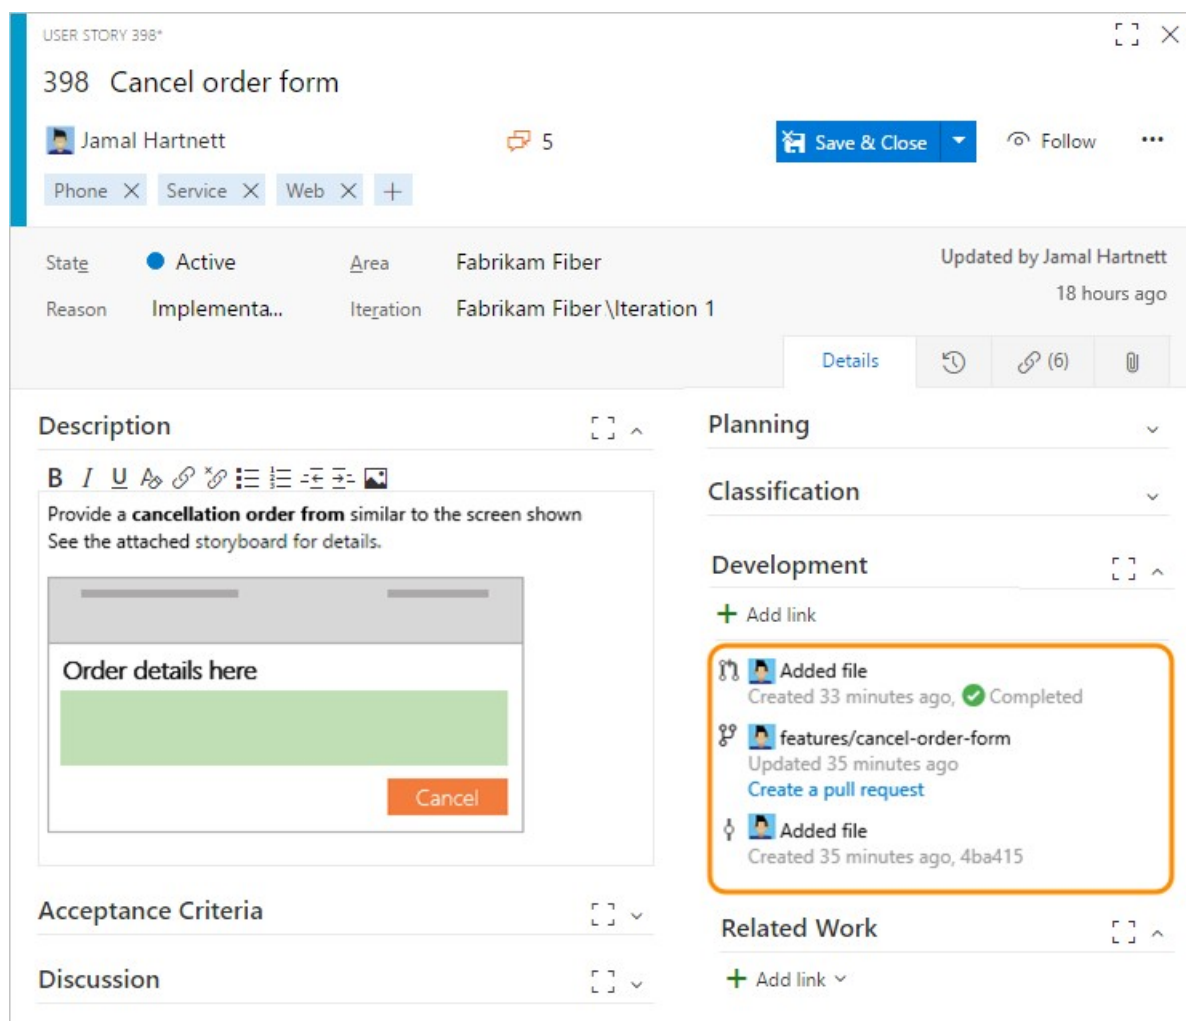 USER STORY 398*
398 Cancel order form
Jamal Hartnett
5
Save & Close
Follow
Phone
Service
Web
State
Active
Area
Fabrikam Fiber
Updated by Jamal Hartnett
18 hours ago
Reason
Implementa...
Iteration
Fabrikam Fiber\Iteration 1
Details
(6)
Description
B I U
Provide a cancellation order from similar to the screen shown
See the attached storyboard for details.
Order details here
Cancel
Acceptance Criteria
Discussion
Planning
Classification
Development
Add link
Added file
Created 33 minutes ago, Completed
features/cancel-order-form
Updated 35 minutes ago
Create a pull request
Added file
Created 35 minutes ago, 4ba415
Related Work
Add link